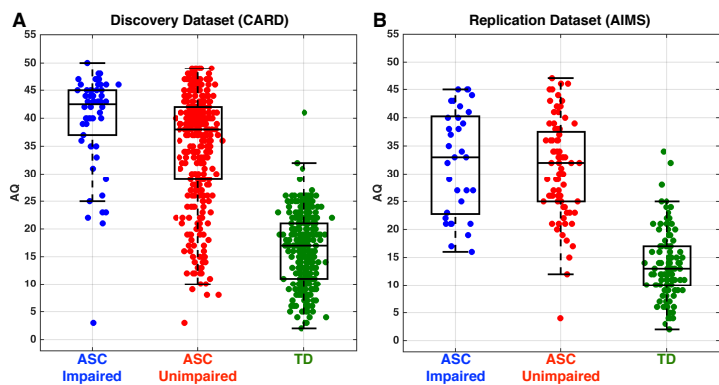 A
Discovery Dataset (CARD)
55
50
45
40
35
30
25
20
15
10
5
0
AQ
ASC
Impaired
ASC
Unimpaired
TD
B
Replication Dataset (AIMS)
55
50
45
40
35
30
25
20
15
10
5
0
AQ
ASC
Impaired
ASC
Unimpaired
TD